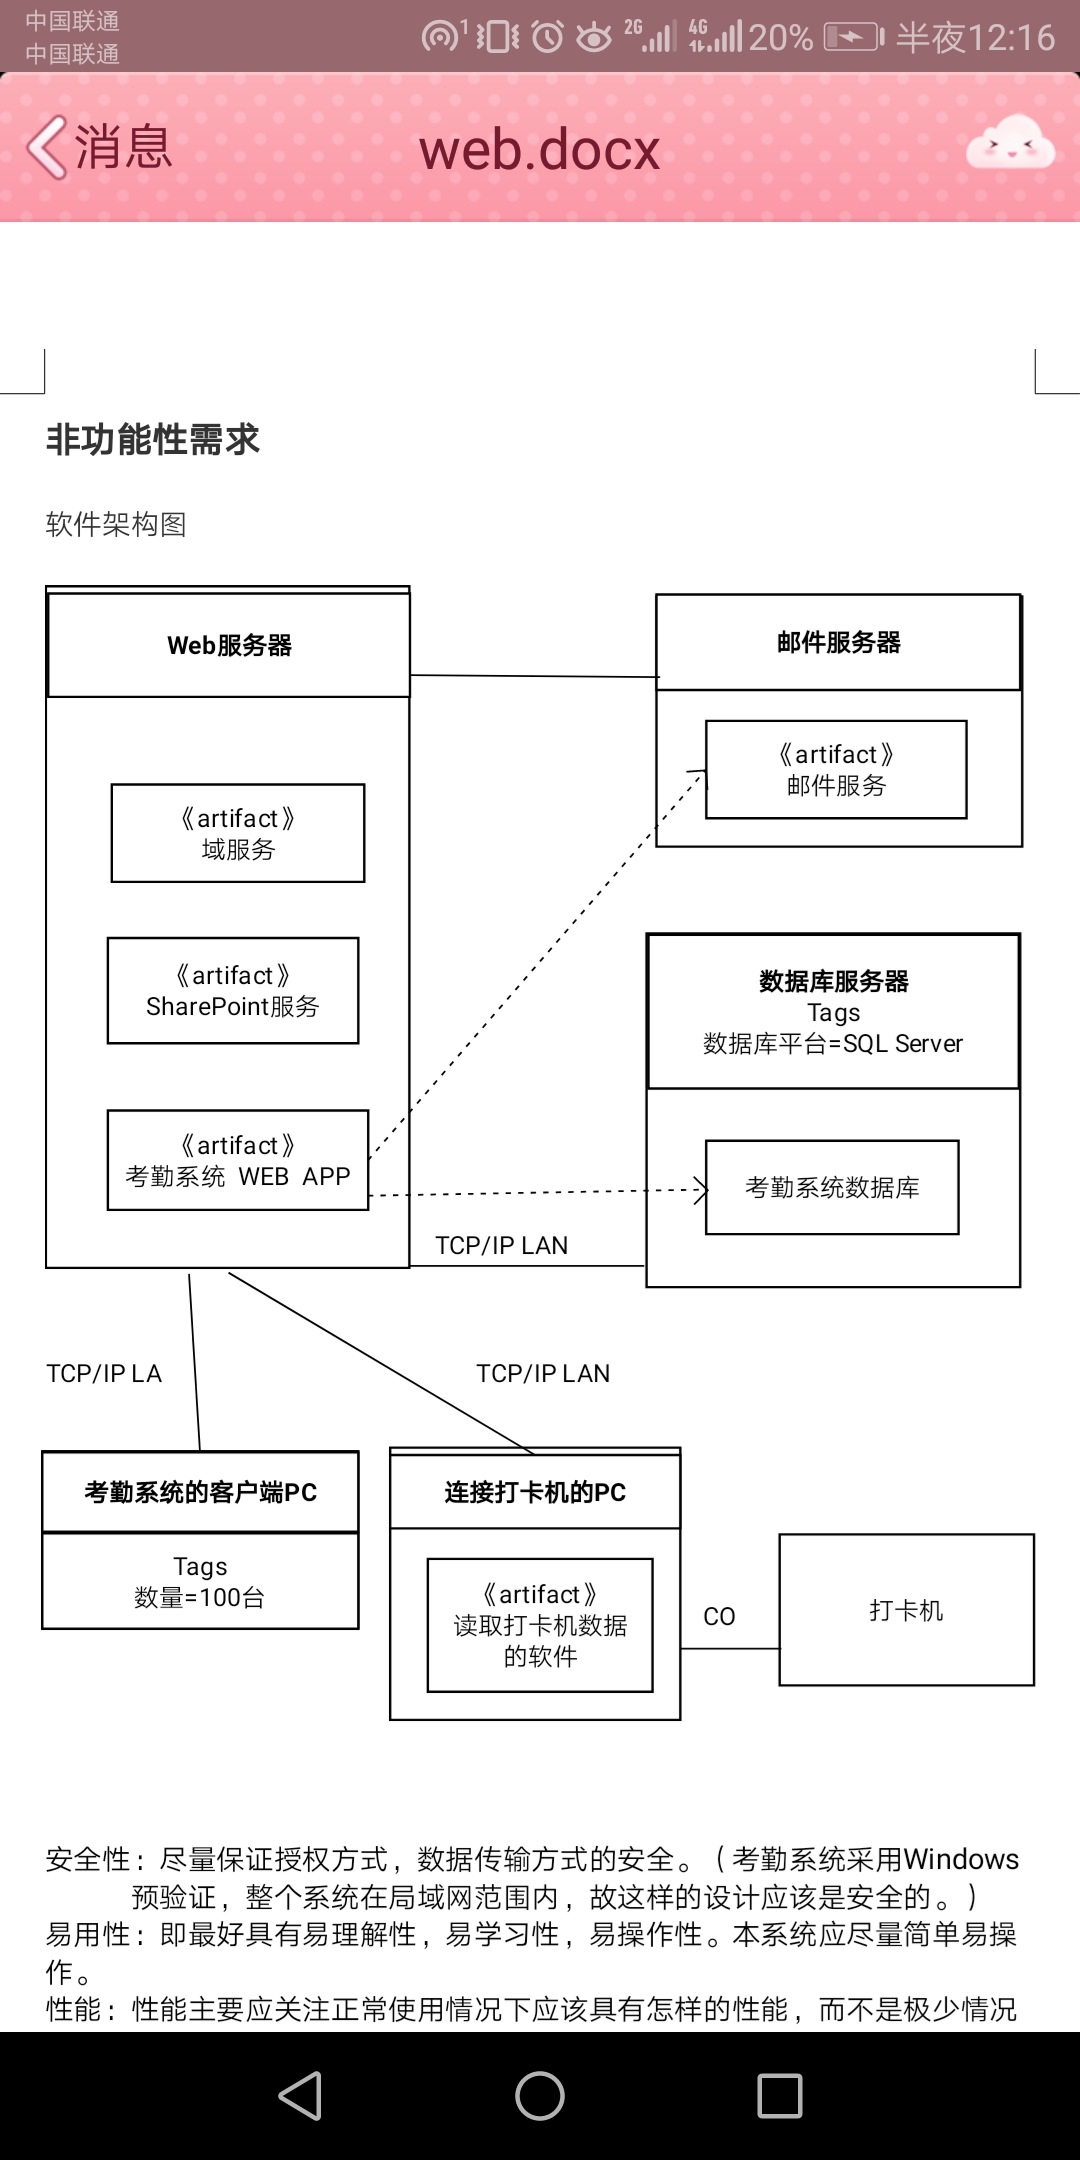 中国联通
中国联通
1 2G 4G 20% 半夜12:16
消息
web.docx
非功能性需求
软件架构图
Web服务器
邮件服务器
《artifact》
邮件服务
《artifact》
域服务
《artifact》
SharePoint服务
数据库服务器
Tags
数据库平台=SQL Server
《artifact》
考勤系统 WEB APP
考勤系统数据库
TCP/IP LAN
TCP/IP LA
TCP/IP LAN
考勤系统的客户端PC
Tags
数量=100台
连接打卡机的PC
《artifact》
读取打卡机数据
的软件
CO
打卡机
安全性：尽量保证授权方式，数据传输方式的安全。（考勤系统采用Windows
预验证，整个系统在局域网范围内，故这样的设计应该是安全的。）
易用性：即最好具有易理解性，易学习性，易操作性。本系统应尽量简单易操
作。
性能：性能主要应关注正常使用情况下应该具有怎样的性能，而不是极少情况